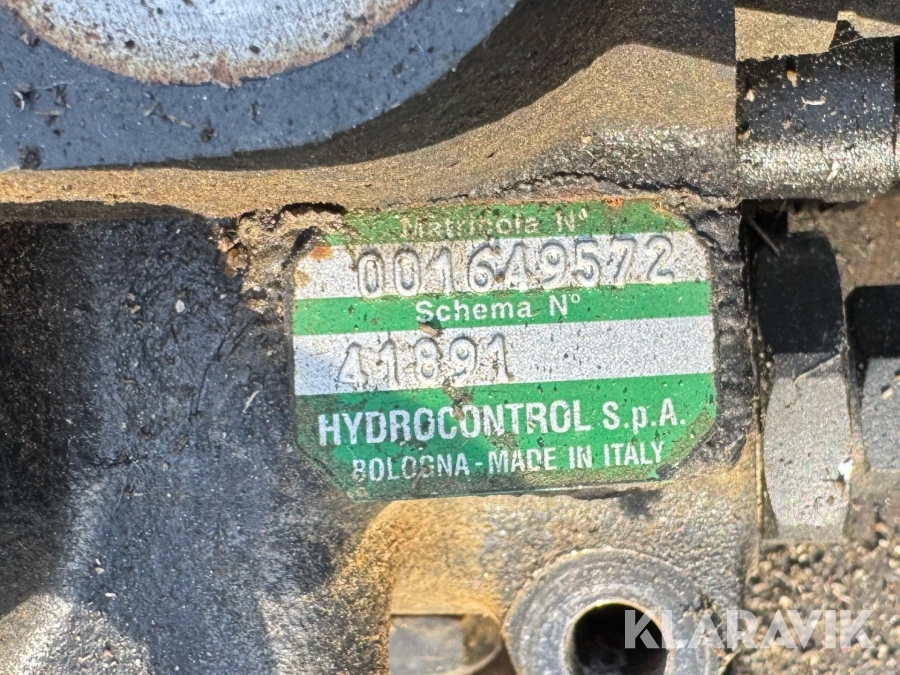 Matricola N°
001649572
Schema N°
41891
HYDROCONTROL S.p.A.
BOLOGNA - MADE IN ITALY
KLARAVIK